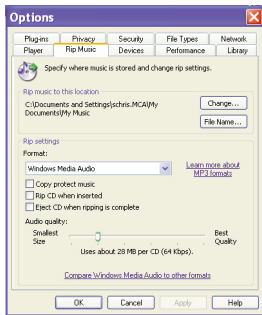 Options
Plug-ins Privacy Security File Types Network
Player Rip Music Devices Performance Library
Specify where music is stored and change rip settings.
Rip music to this location
C:\Documents and Settings\schris.MCA\My
Documents\My Music
Change...
File Name...
Rip settings
Format:
Windows Media Audio
Learn more about
MP3 formats
Copy protect music
Rip CD when inserted
Eject CD when ripping is complete
Audio quality:
Smallest
Size
Best
Quality
Uses about 28 MB per CD (64 Kbps).
Compare Windows Media Audio to other formats
OK Cancel Apply Help